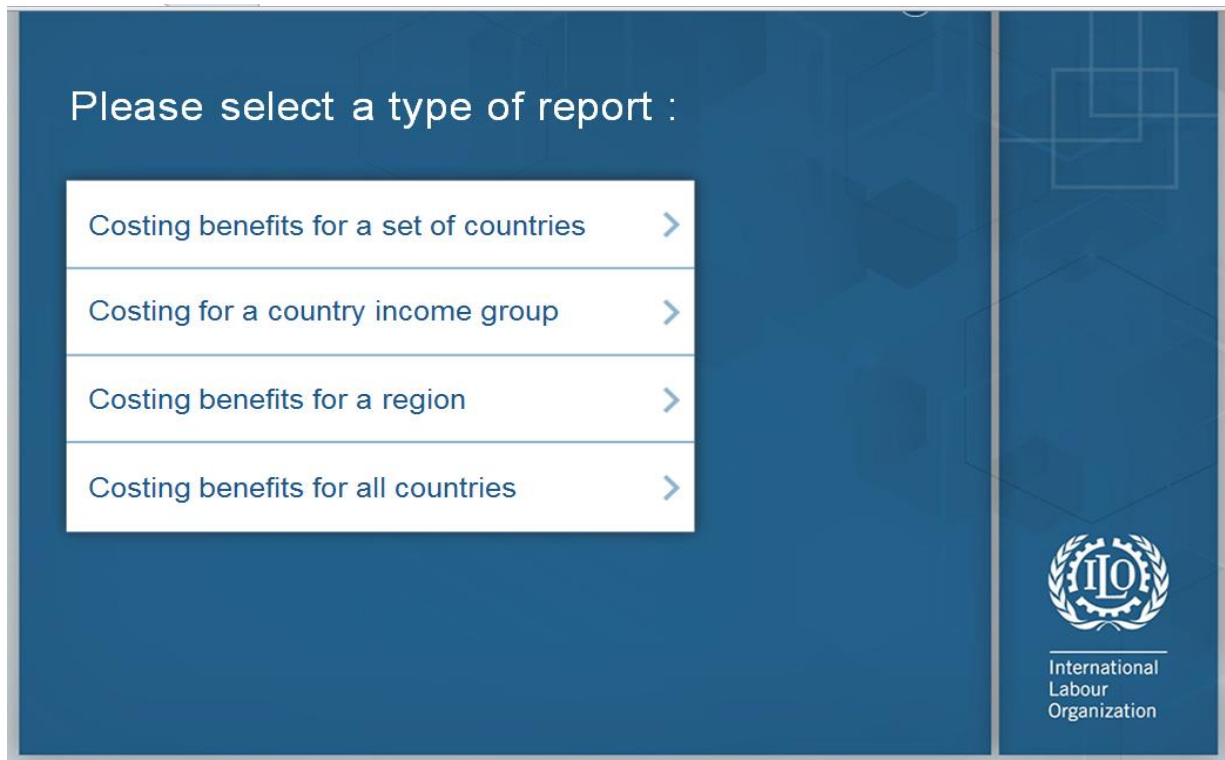 Please select a type of report :
Costing benefits for a set of countries
Costing for a country income group
Costing benefits for a region
Costing benefits for all countries
ILO
International
Labour
Organization